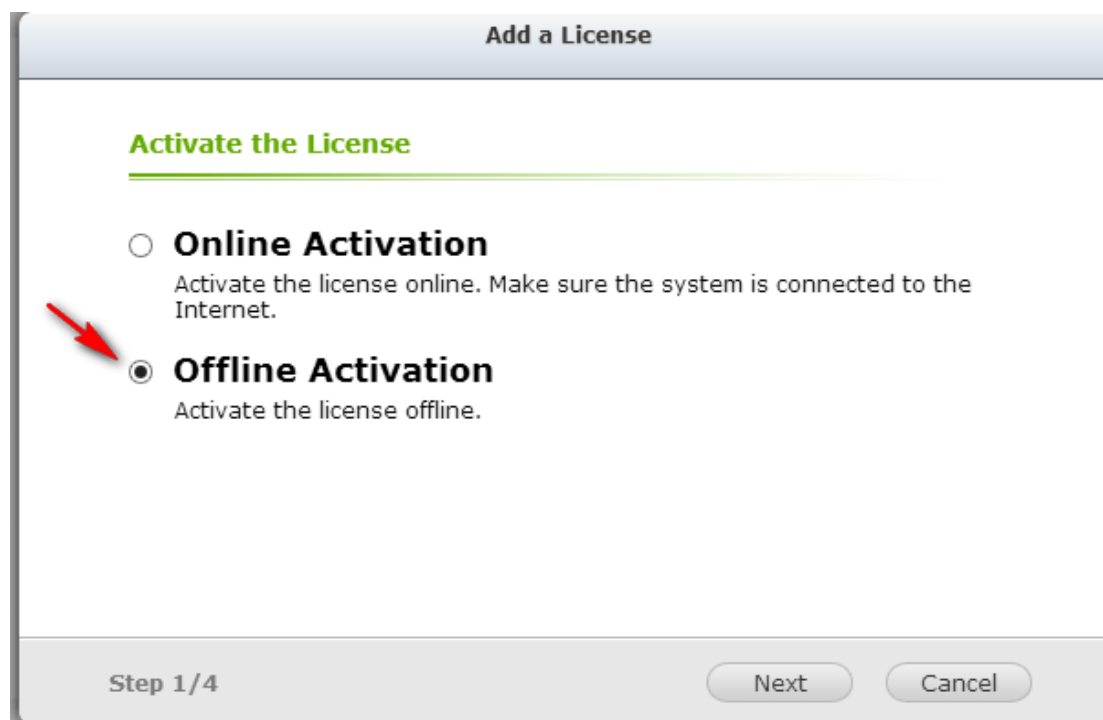 Add a License
Activate the License
Online Activation
Activate the license online. Make sure the system is connected to the
Internet.
Offline Activation
Activate the license offline.
Step 1/4
Next
Cancel